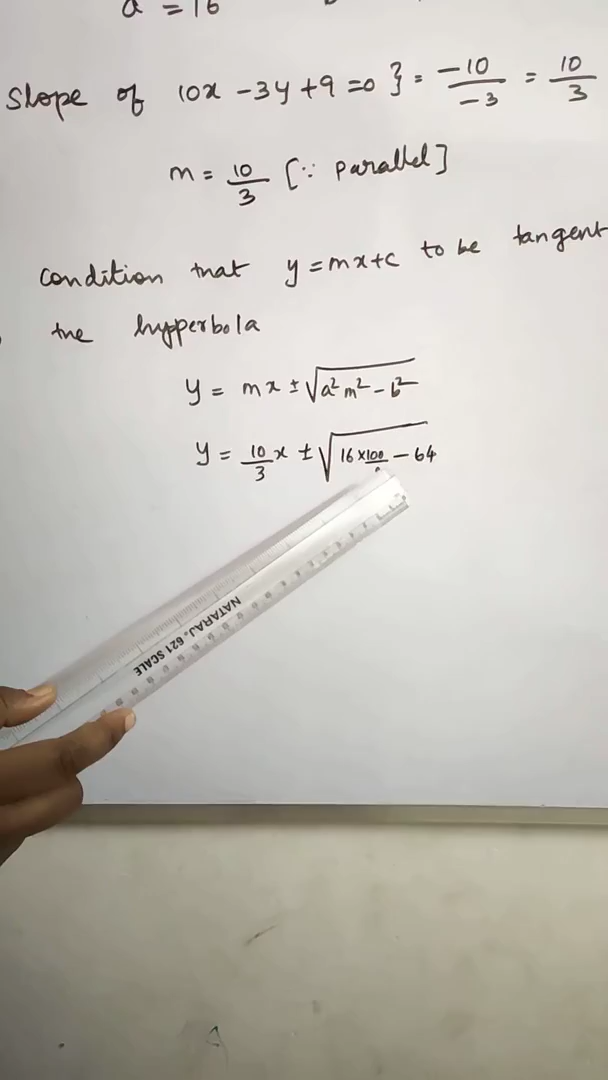 a = 16
Slope of 10x - 3y + 9 = 0 } = -10/-3 = 10/3
m = 10/3 [∵ parallel]
condition that y = mx + c to be tangent
the hyperbola
y = mx ± √(a²m² - b²)
y = 10/3 x ± √(16 × 100/ - 64)
NATARAJ 621 SCALE